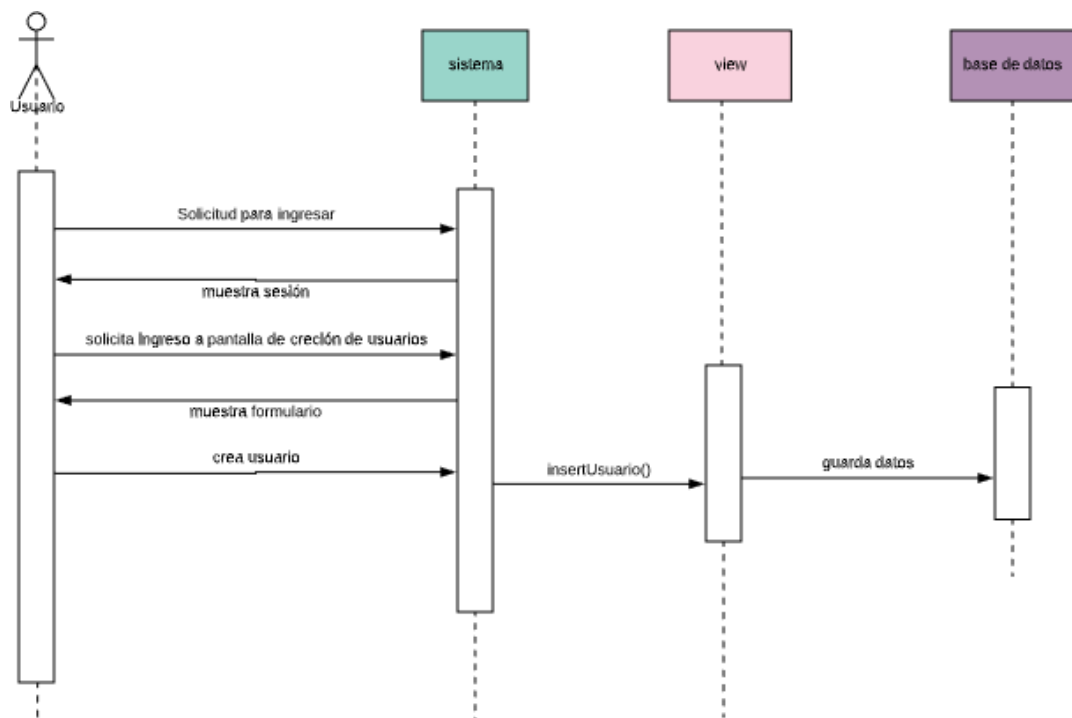 sistema
view
base de datos
Usuario
Solicitud para ingresar
muestra sesión
solicita Ingreso a pantalla de creción de usuarios
muestra formulario
crea usuario
insertUsuario()
guarda datos